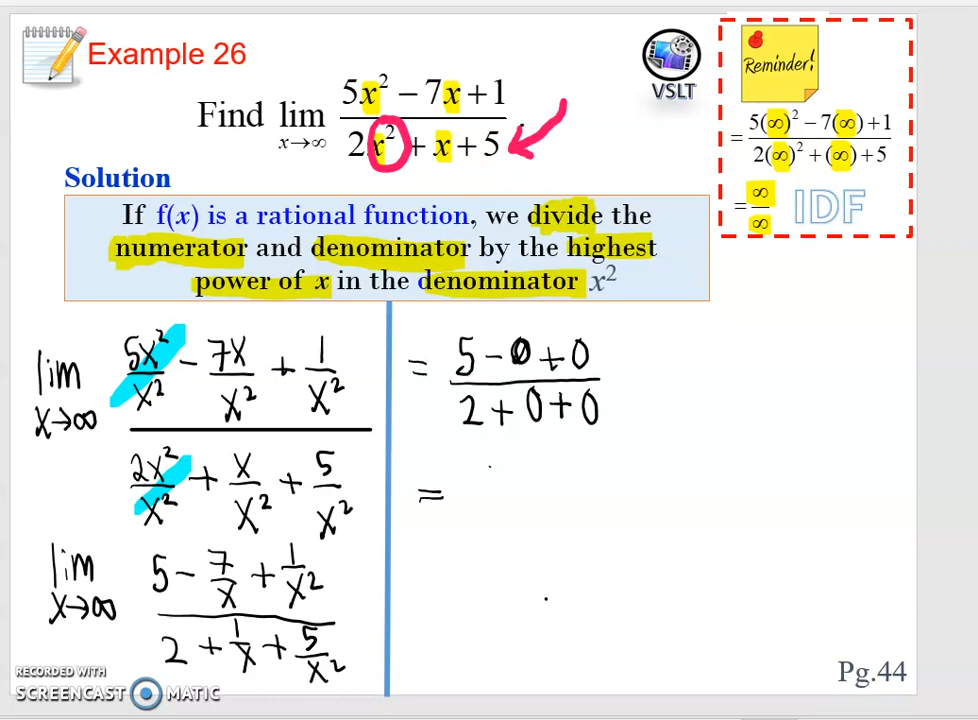 Example 26
Find lim x→∞ (5x² − 7x + 1)/(2x² + x + 5).
VSLT
Reminder!
= (5(∞)² − 7(∞) + 1)/(2(∞)² + (∞) + 5)
= ∞/∞ IDF
Solution
If f(x) is a rational function, we divide the
numerator and denominator by the highest
power of x in the denominator x²
lim x→∞ (5x²/x² − 7x/x² + 1/x²)/(2x²/x² + x/x² + 5/x²)
lim x→∞ (5 − 7/x + 1/x²)/(2 + 1/x + 5/x²)
= (5 − 0 + 0)/(2 + 0 + 0)
=
RECORDED WITH
SCREENCAST MATIC
Pg.44